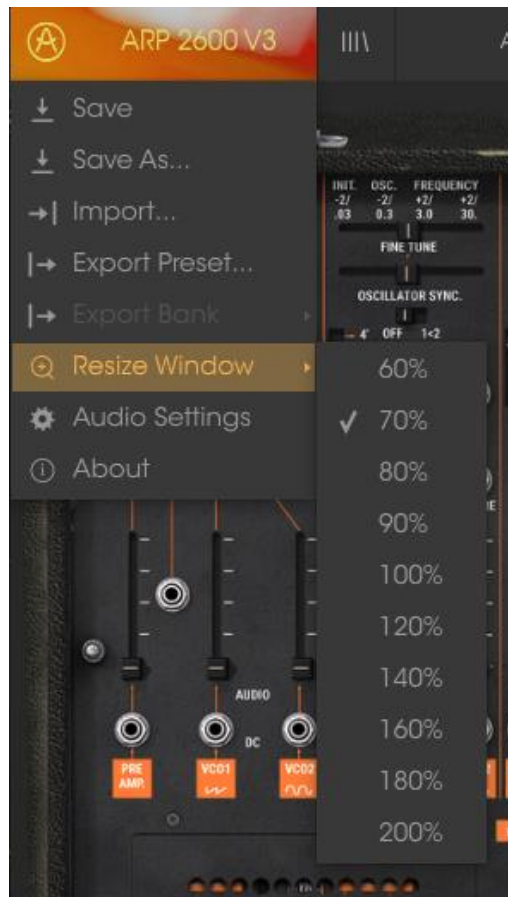 ARP 2600 V3
Save
Save As...
Import...
Export Preset...
Export Bank
Resize Window
Audio Settings
About
60%
70%
80%
90%
100%
120%
140%
160%
180%
200%
INIT. OSC. FREQUENCY
-2/ -2/ +2/ +2/
.03 0.3 3.0 30.
FINE TUNE
OSCILLATOR SYNC.
4' OFF 1<2
AUDIO
DC
PRE AMP.
VCO1
VCO2